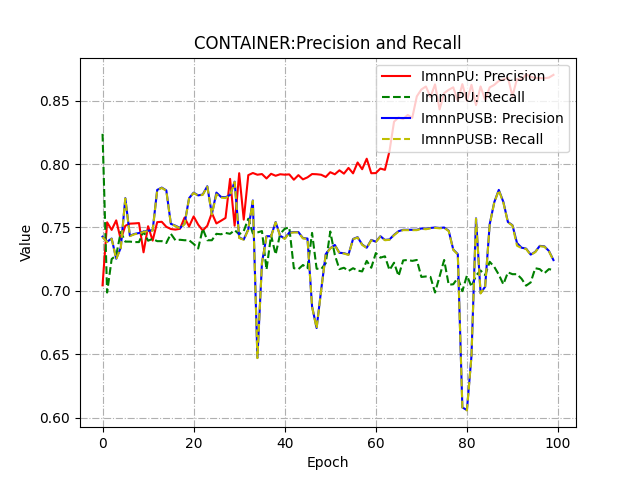 CONTAINER:Precision and Recall
ImnnPU: Precision
ImnnPU: Recall
ImnnPUSB: Precision
ImnnPUSB: Recall
Value
0.85
0.80
0.75
0.70
0.65
0.60
0 20 40 60 80 100
Epoch